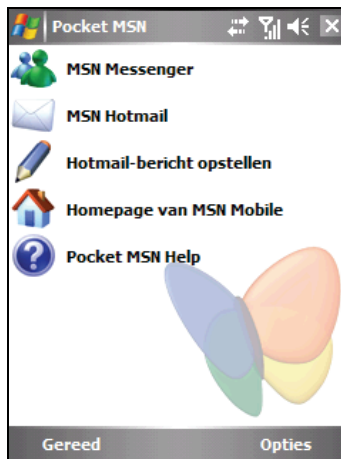 Pocket MSN
MSN Messenger
MSN Hotmail
Hotmail-bericht opstellen
Homepage van MSN Mobile
Pocket MSN Help
Gereed Opties